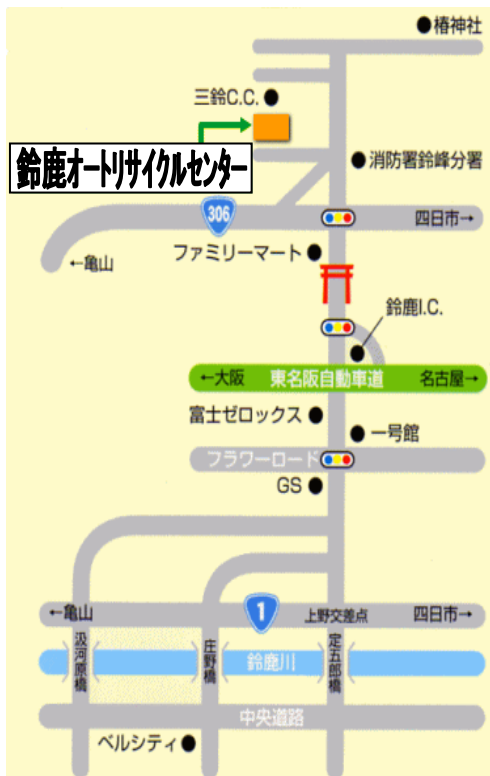 椿神社
三鈴C.C.
鈴鹿オートリサイクルセンター
消防署鈴峰分署
306
四日市→
←亀山
ファミリーマート
鈴鹿I.C.
←大阪 東名阪自動車道 名古屋→
富士ゼロックス
一号館
フラワーロード
GS
←亀山 1 上野交差点 四日市→
汲河原橋
庄野橋
定五郎橋
鈴鹿川
中央道路
ベルシティ